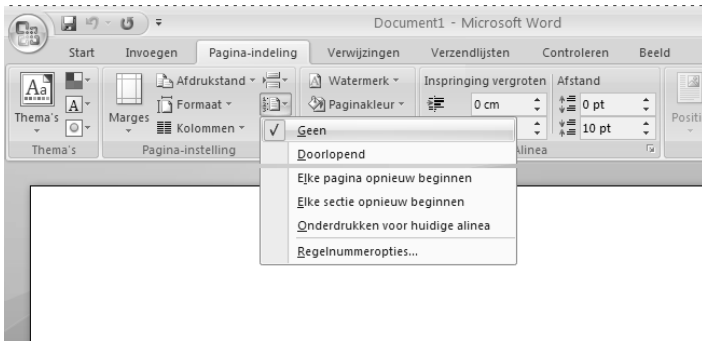 Document1 - Microsoft Word
Start Invoegen Pagina-indeling Verwijzingen Verzendlijsten Controleren Beeld
Afdrukstand Watermerk Inspringing vergroten Afstand
Aa
A Formaat Paginakleur 0 cm 0 pt
Thema's Marges Kolommen 10 pt
Thema's Pagina-instelling Alinea
Geen
Doorlopend
Elke pagina opnieuw beginnen
Elke sectie opnieuw beginnen
Onderdrukken voor huidige alinea
Regelnummeropties...